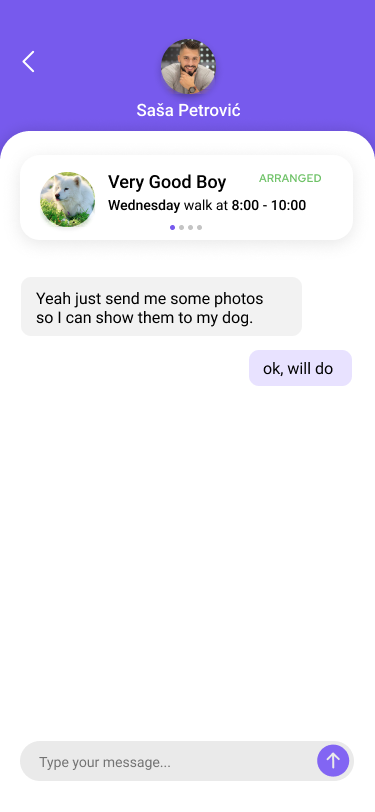 Saša Petrović
Very Good Boy
ARRANGED
Wednesday walk at 8:00 - 10:00
Yeah just send me some photos
so I can show them to my dog.
ok, will do
Type your message...